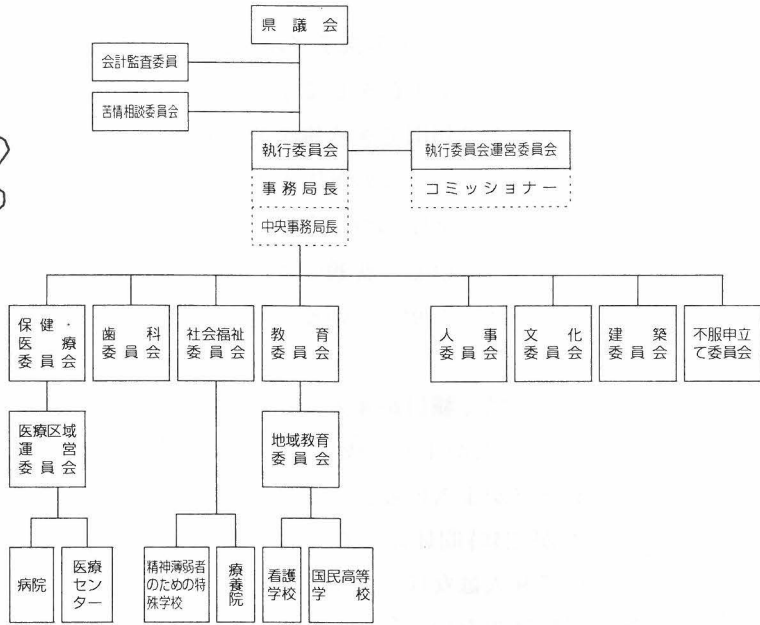 県議会
会計監査委員
苦情相談委員会
執行委員会
執行委員会運営委員会
事務局長
コミッショナー
中央事務局長
保健・
医療
委員会
歯科
委員会
社会福祉
委員会
教育
委員会
人事
委員会
文化
委員会
建築
委員会
不服申立
て委員会
医療区域
運営
委員会
地域教育
委員会
病院
医療
セン
ター
精神薄弱者
のための特
殊学校
療養院
看護
学校
国民高等
学校